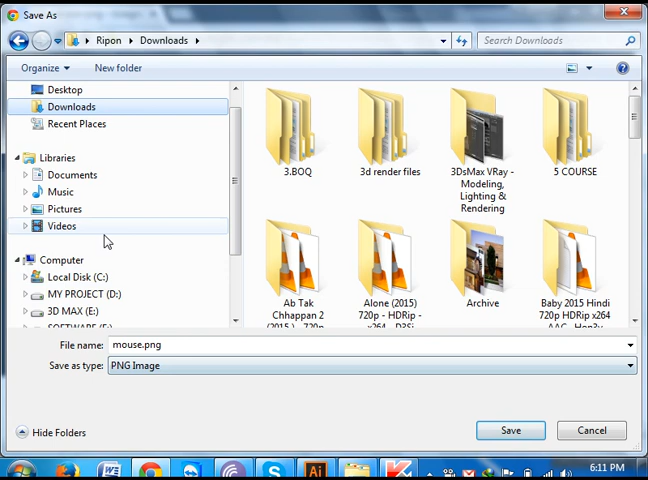 Save As
Ripon ▸ Downloads ▸
Search Downloads
Organize
New folder
Desktop
Downloads
Recent Places
Libraries
Documents
Music
Pictures
Videos
Computer
Local Disk (C:)
MY PROJECT (D:)
3D MAX (E:)
3.BOQ
3d render files
3DsMax VRay -
Modeling,
Lighting &
Rendering
5 COURSE
Ab Tak
Chhappan 2
(2015 ) - 720p
Alone (2015)
720p - HDRip -
Archive
Baby 2015 Hindi
720p HDRip x264
File name:
mouse.png
Save as type:
PNG Image
Hide Folders
Save
Cancel
6:11 PM